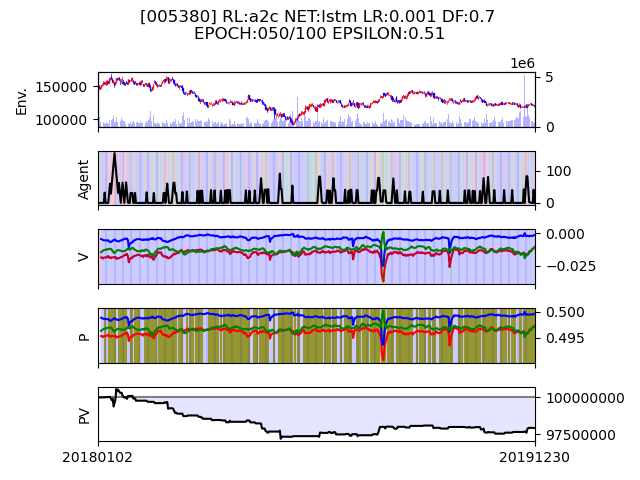 [005380] RL:a2c NET:lstm LR:0.001 DF:0.7
EPOCH:050/100 EPSILON:0.51
1e6
Env.
150000
100000
5
0
Agent
100
0
V
0.000
−0.025
P
0.500
0.495
PV
100000000
97500000
20180102
20191230